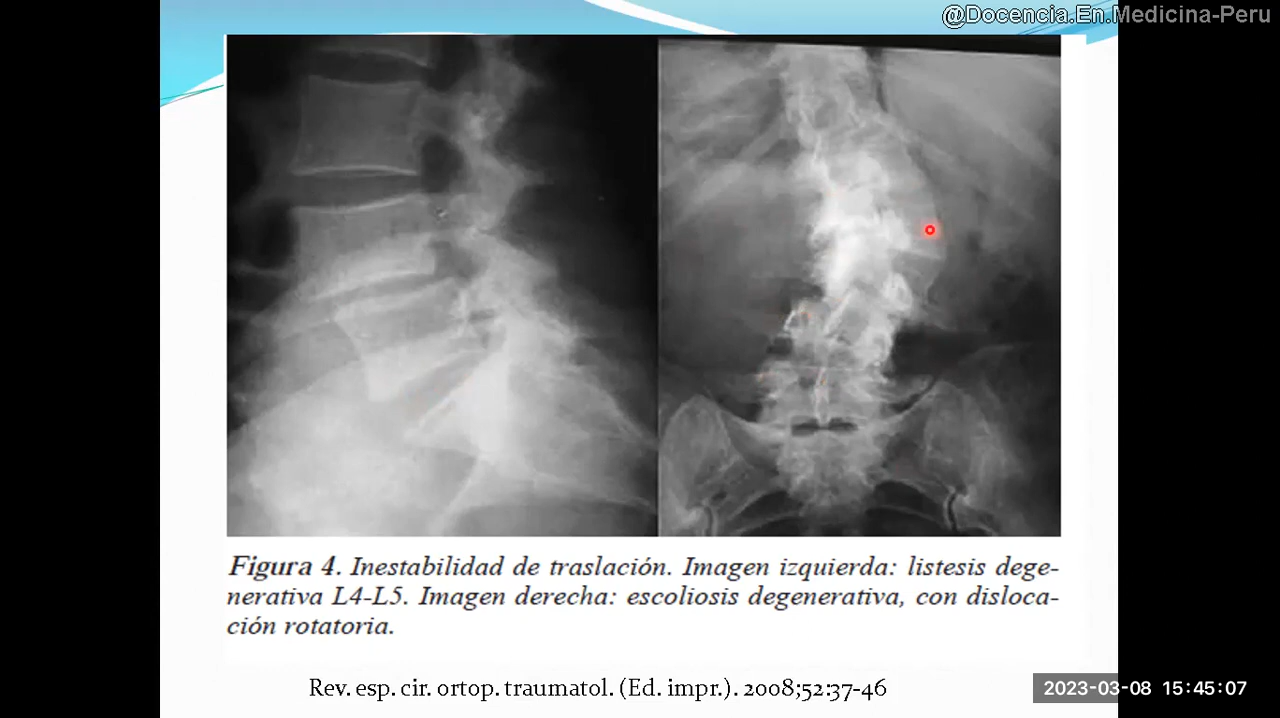 @Docencia.En.Medicina-Peru
Figura 4. Inestabilidad de traslación. Imagen izquierda: listesis dege-
nerativa L4-L5. Imagen derecha: escoliosis degenerativa, con disloca-
ción rotatoria.
Rev. esp. cir. ortop. traumatol. (Ed. impr.). 2008;52:37-46
2023-03-08 15:45:07